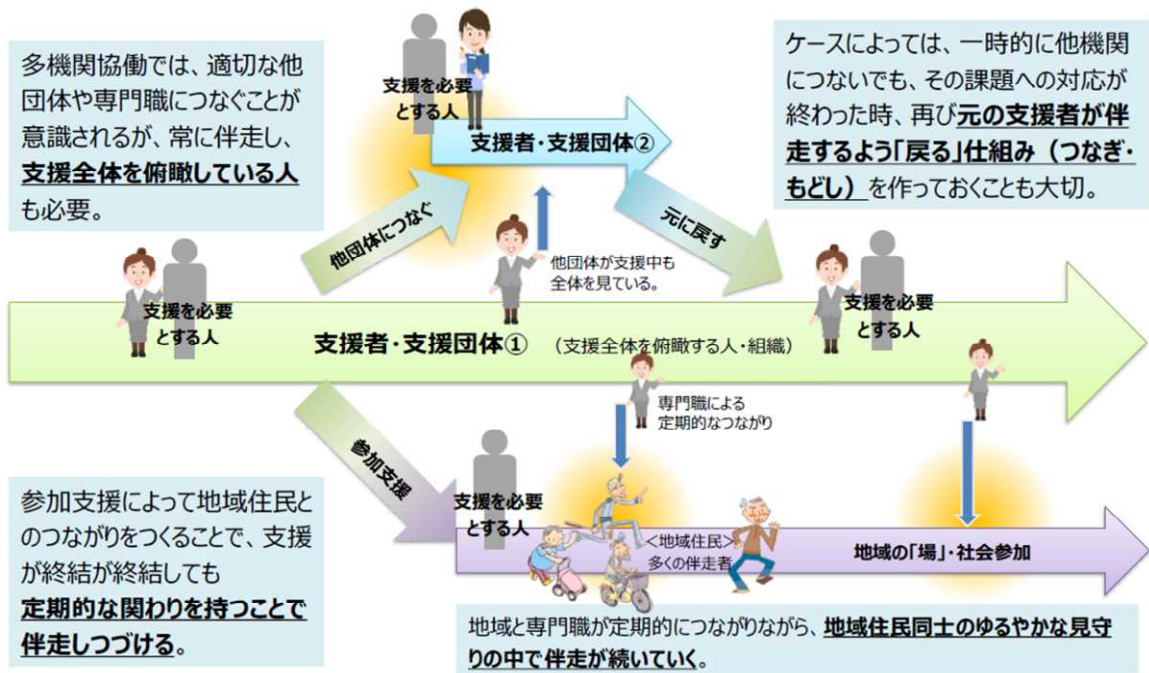 多機関協働では、適切な他
団体や専門職につなぐことが
意識されるが、常に伴走し、
支援全体を俯瞰している人
も必要。
支援を必要
とする人
支援者・支援団体②
ケースによっては、一時的に他機関
につないでも、その課題への対応が
終わった時、再び元の支援者が伴
走するよう「戻る」仕組み（つなぎ・
もどし）を作っておくことも大切。
他団体につなぐ
元に戻す
他団体が支援中も
全体を見ている。
支援を必要
とする人
支援を必要
とする人
支援者・支援団体①　（支援全体を俯瞰する人・組織）
専門職による
定期的なつながり
参加支援
支援を必要
とする人
＜地域住民＞
多くの伴走者
地域の「場」・社会参加
参加支援によって地域住民と
のつながりをつくることで、支援
が終結が終結しても
定期的な関わりを持つことで
伴走しつづける。
地域と専門職が定期的につながりながら、地域住民同士のゆるやかな見守
りの中で伴走が続いていく。